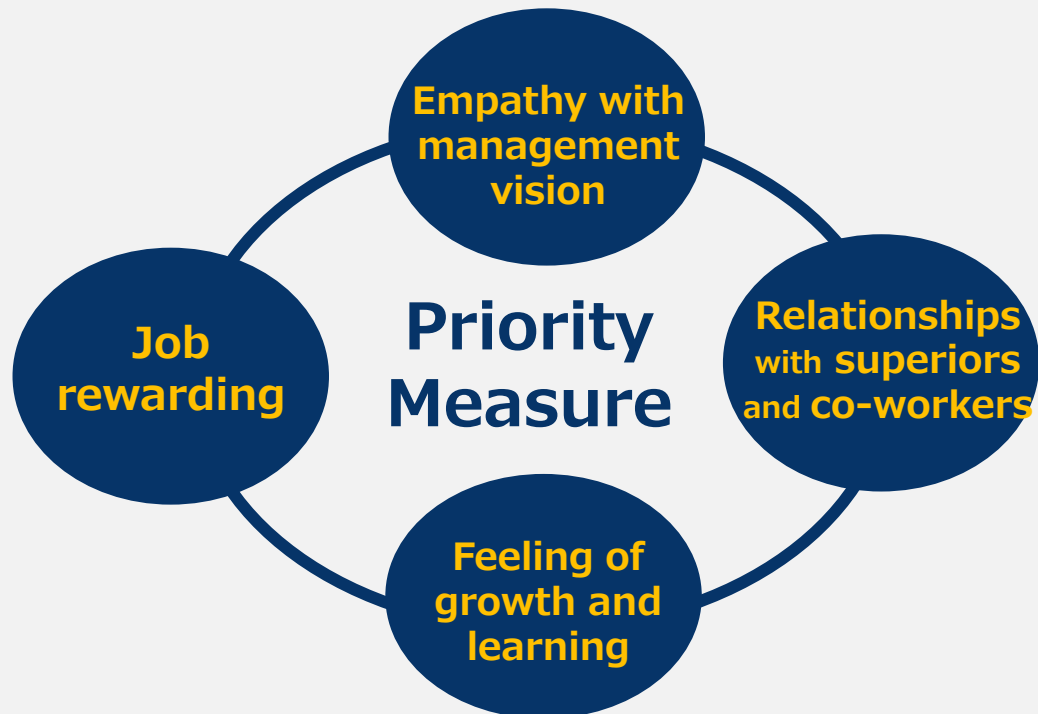 Empathy with
management
vision
Job
rewarding
Priority
Measure
Relationships
with superiors
and co-workers
Feeling of
growth and
learning